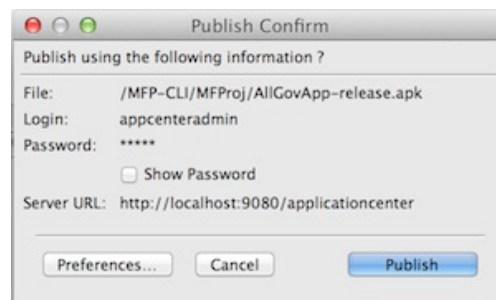 Publish Confirm
Publish using the following information ?
File: /MFP-CLI/MFProj/AllGovApp-release.apk
Login: appcenteradmin
Password: *****
Show Password
Server URL: http://localhost:9080/applicationcenter
Preferences... Cancel Publish